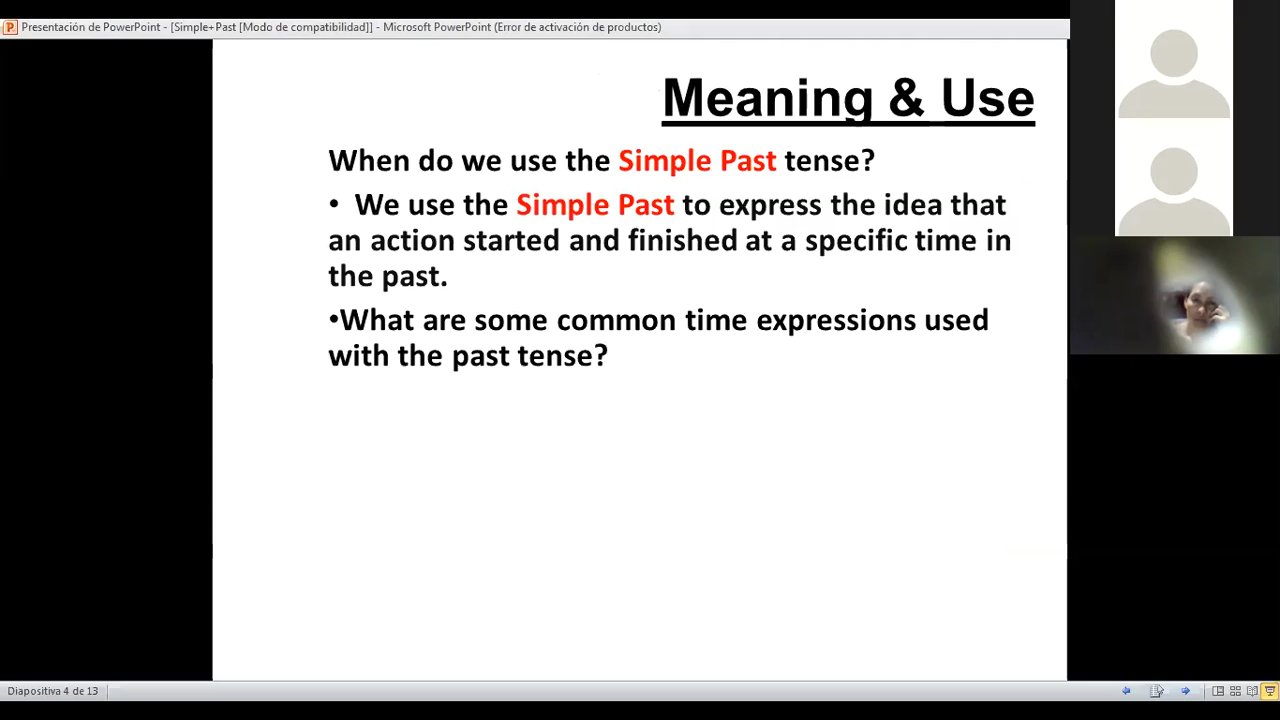 Presentación de PowerPoint - [Simple+Past [Modo de compatibilidad]] - Microsoft PowerPoint (Error de activación de productos)
Meaning & Use
When do we use the Simple Past tense?
• We use the Simple Past to express the idea that
an action started and finished at a specific time in
the past.
•What are some common time expressions used
with the past tense?
Diapositiva 4 de 13